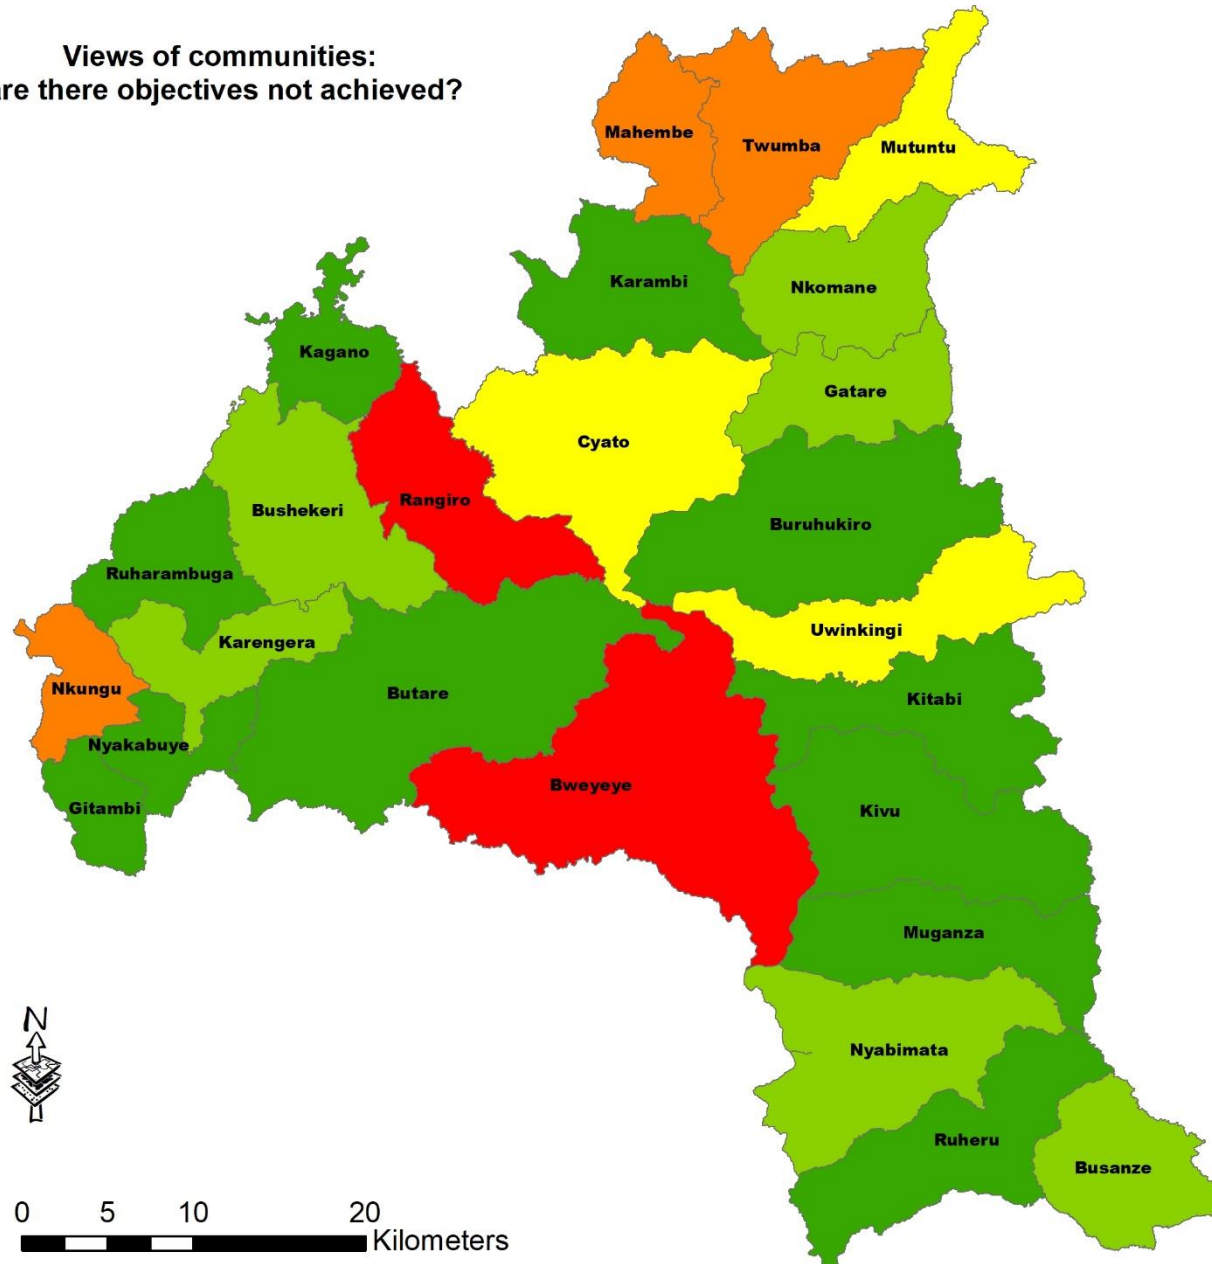 Views of communities:
are there objectives not achieved?
Mahembe
Twumba
Mutuntu
Karambi
Nkomane
Kagano
Gatare
Cyato
Rangiro
Bushekeri
Buruhukiro
Ruharambuga
Uwinkingi
Karengera
Nkungu
Butare
Kitabi
Nyakabuye
Bweyeye
Gitambi
Kivu
Muganza
N
Nyabimata
Ruheru
Busanze
0 5 10 20
Kilometers